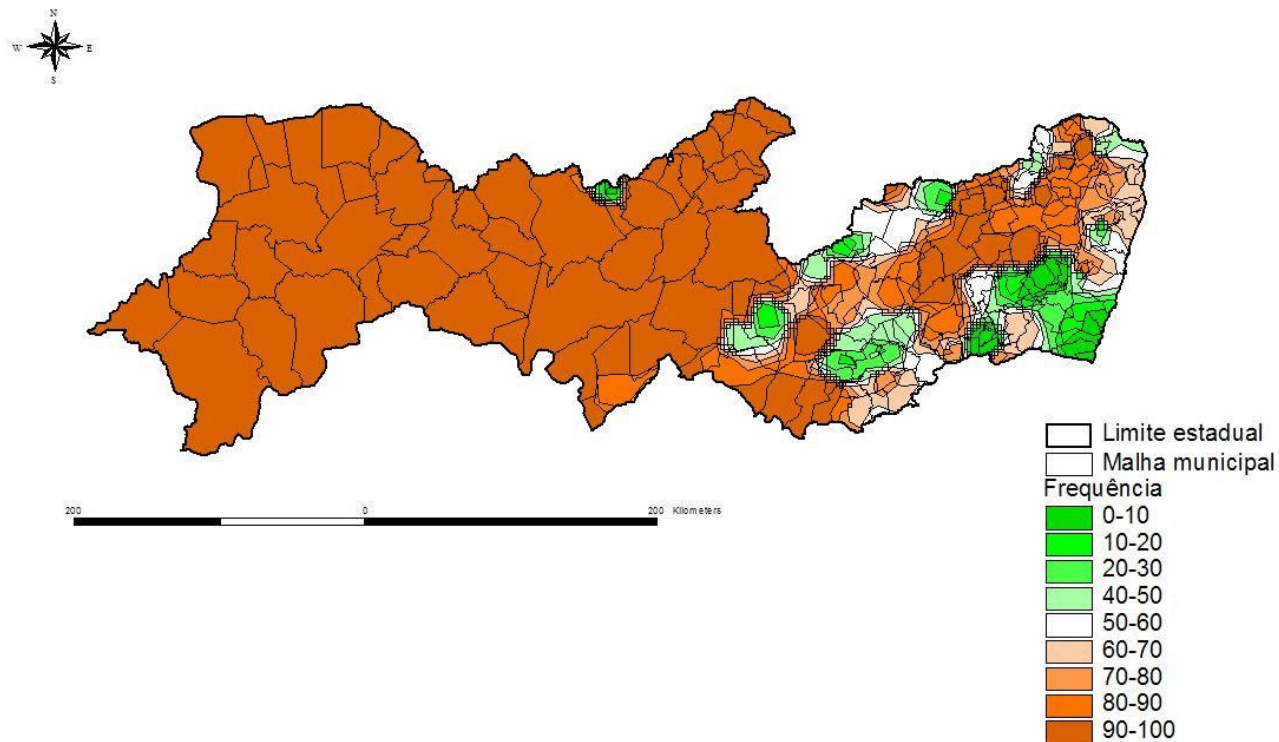 N
W E
S
Limite estadual
Malha municipal
Frequência
200 0 200 Kilometers
0-10
10-20
20-30
40-50
50-60
60-70
70-80
80-90
90-100